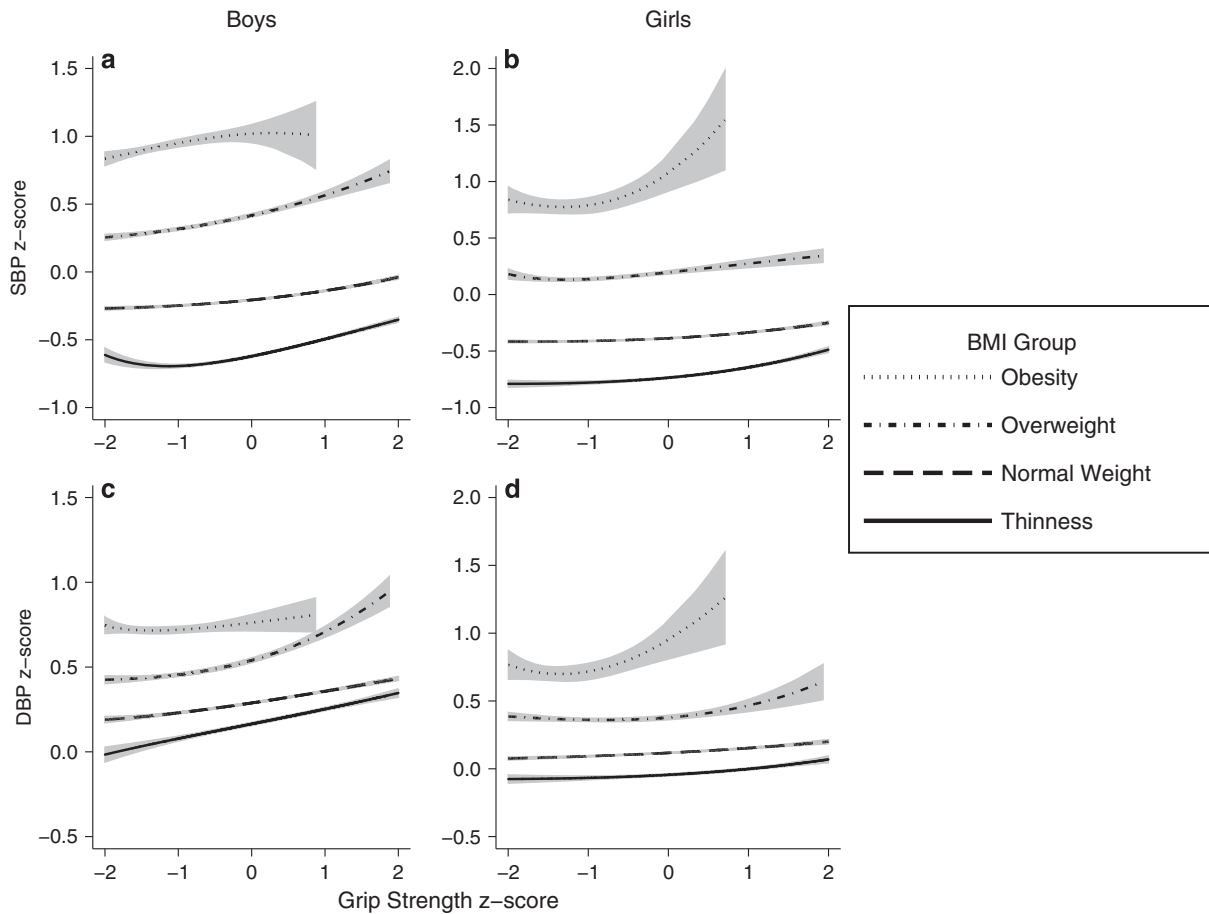 Boys
Girls
a
1.5
1.0
0.5
0.0
−0.5
−1.0
SBP z-score
−2 −1 0 1 2
b
2.0
1.5
1.0
0.5
0.0
−0.5
−1.0
−2 −1 0 1 2
c
1.5
1.0
0.5
0.0
−0.5
DBP z-score
−2 −1 0 1 2
d
2.0
1.5
1.0
0.5
0.0
−0.5
−2 −1 0 1 2
Grip Strength z-score
BMI Group
Obesity
Overweight
Normal Weight
Thinness